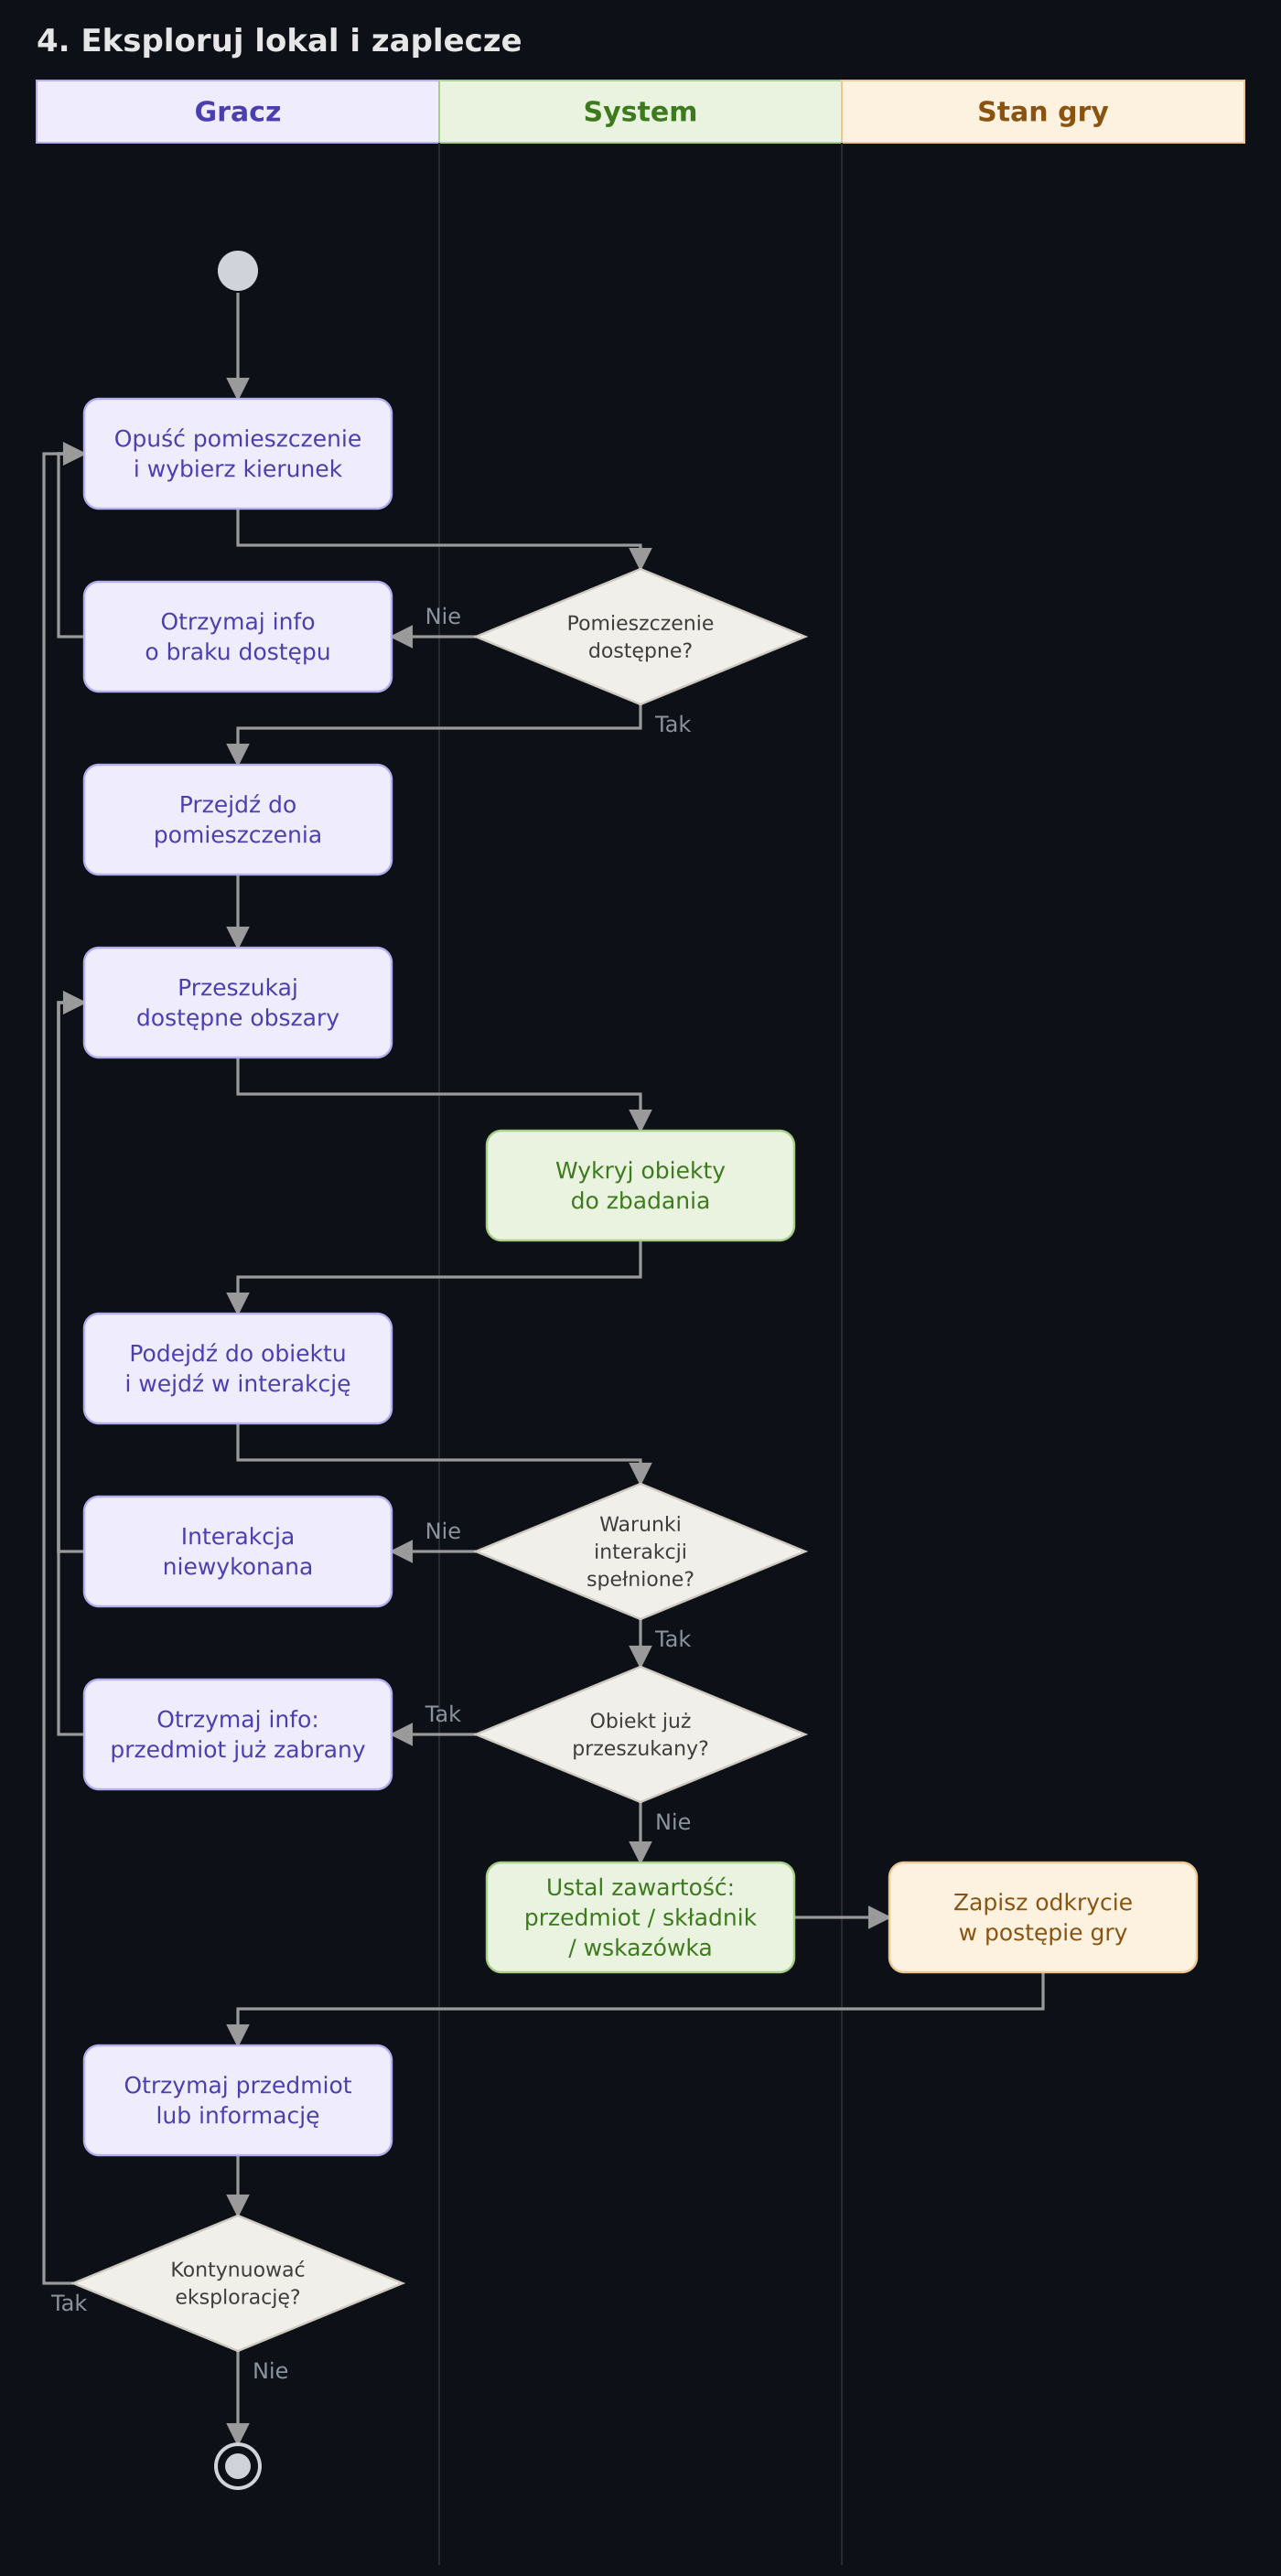 4. Eksploruj lokal i zaplecze
Gracz
System
Stan gry
Opuść pomieszczenie
i wybierz kierunek
Pomieszczenie
dostępne?
Nie
Otrzymaj info
o braku dostępu
Tak
Przejdź do
pomieszczenia
Przeszukaj
dostępne obszary
Wykryj obiekty
do zbadania
Podejdź do obiektu
i wejdź w interakcję
Warunki
interakcji
spełnione?
Nie
Interakcja
niewykonana
Tak
Obiekt już
przeszukany?
Tak
Otrzymaj info:
przedmiot już zabrany
Nie
Ustal zawartość:
przedmiot / składnik
/ wskazówka
Zapisz odkrycie
w postępie gry
Otrzymaj przedmiot
lub informację
Kontynuować
eksplorację?
Tak
Nie